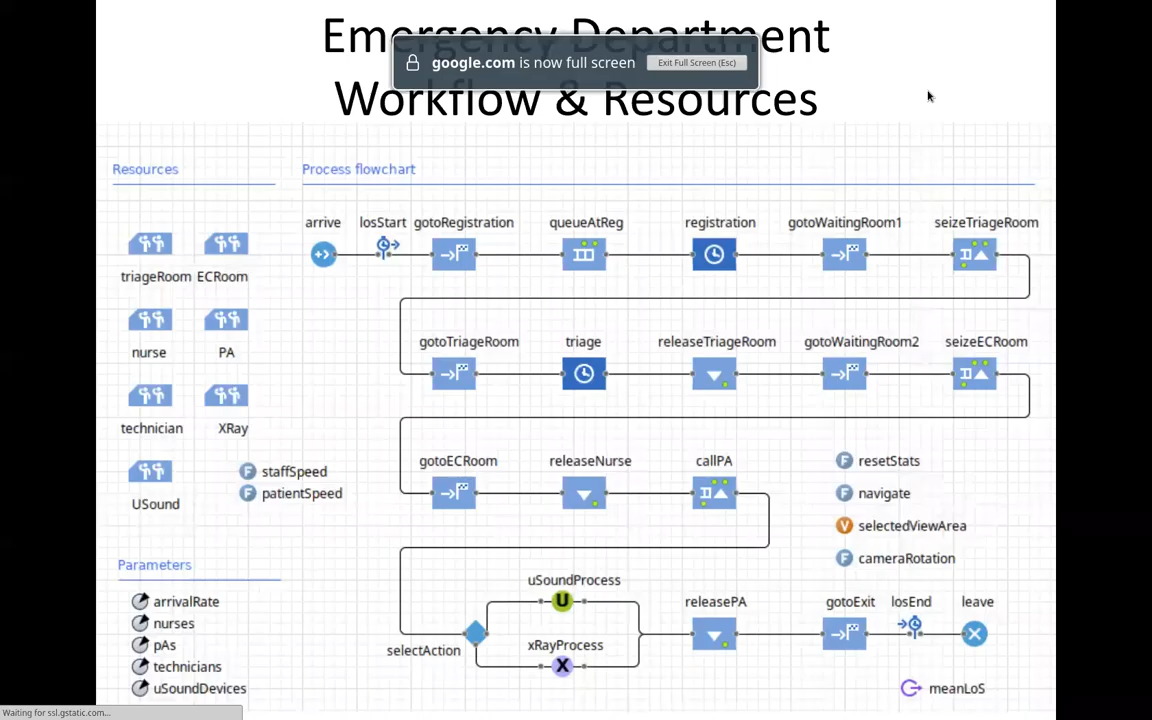 Emergency Department
google.com is now full screen Exit Full Screen (Esc)
Workflow & Resources
Resources
Process flowchart
arrive losStart gotoRegistration queueAtReg registration gotoWaitingRoom1 seizeTriageRoom
triageRoom ECRoom
gotoTriageRoom triage releaseTriageRoom gotoWaitingRoom2 seizeECRoom
nurse PA
technician XRay
gotoECRoom releaseNurse callPA
resetStats
staffSpeed
patientSpeed
navigate
USound
selectedViewArea
cameraRotation
Parameters
uSoundProcess
U
arrivalRate
releasePA gotoExit losEnd leave
nurses
pAs
xRayProcess
selectAction
X
technicians
uSoundDevices
meanLoS
Waiting for ssl.gstatic.com...